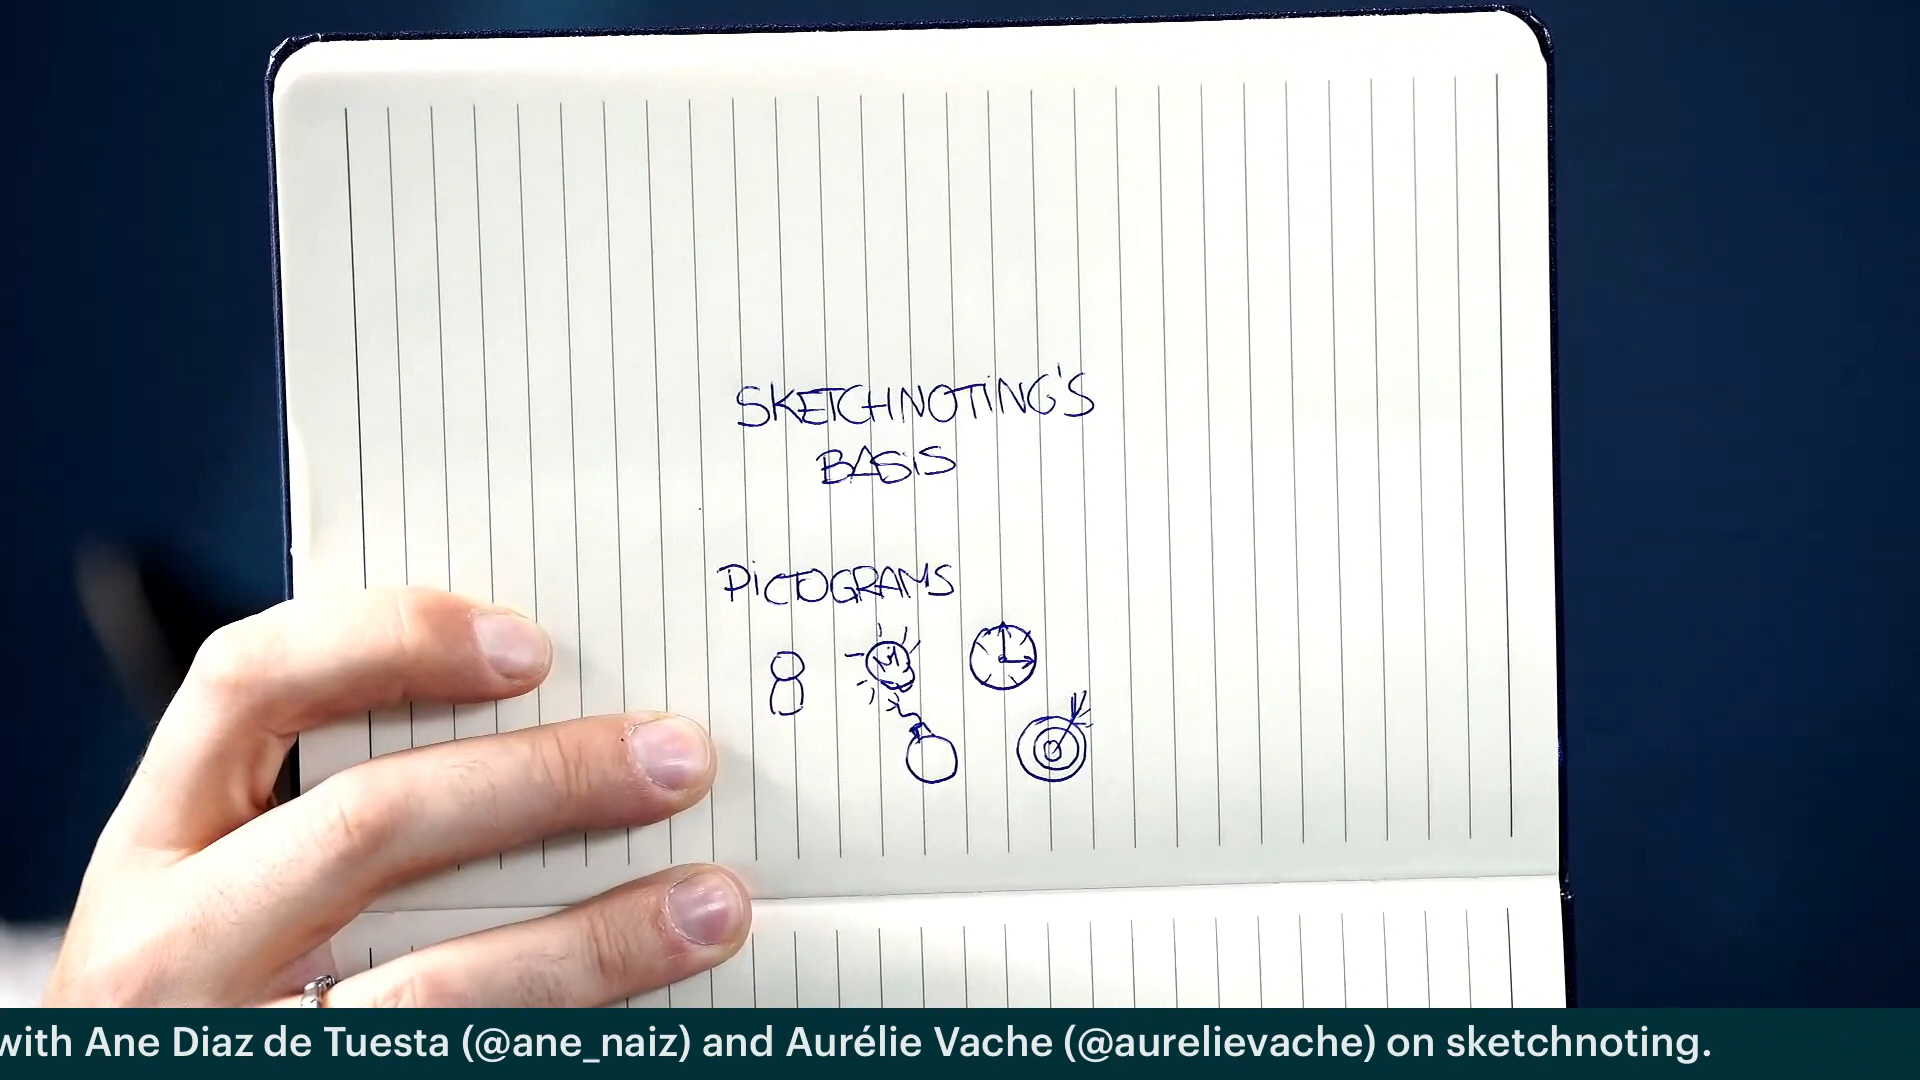 SKETCHNOTING'S
BASIS
PICTOGRAMS
with Ane Diaz de Tuesta (@ane_naiz) and Aurélie Vache (@aurelievache) on sketchnoting.